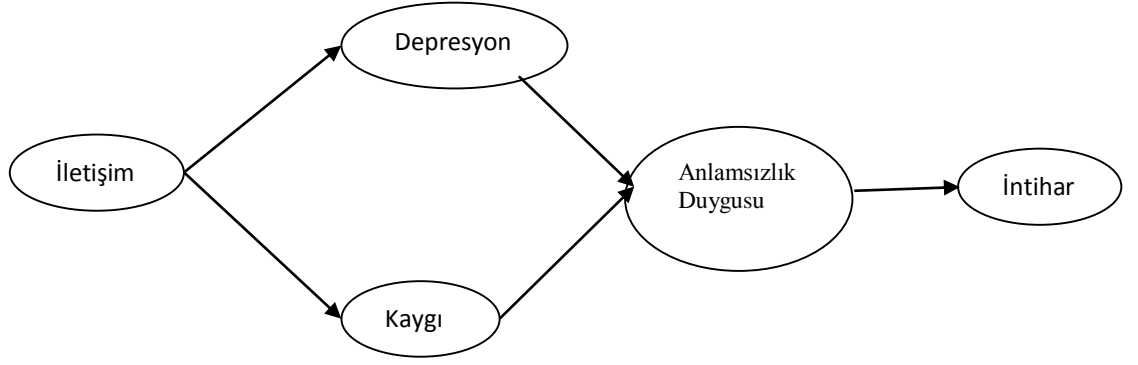 Depresyon
İletişim
Anlamsızlık
Duygusu
İntihar
Kaygı